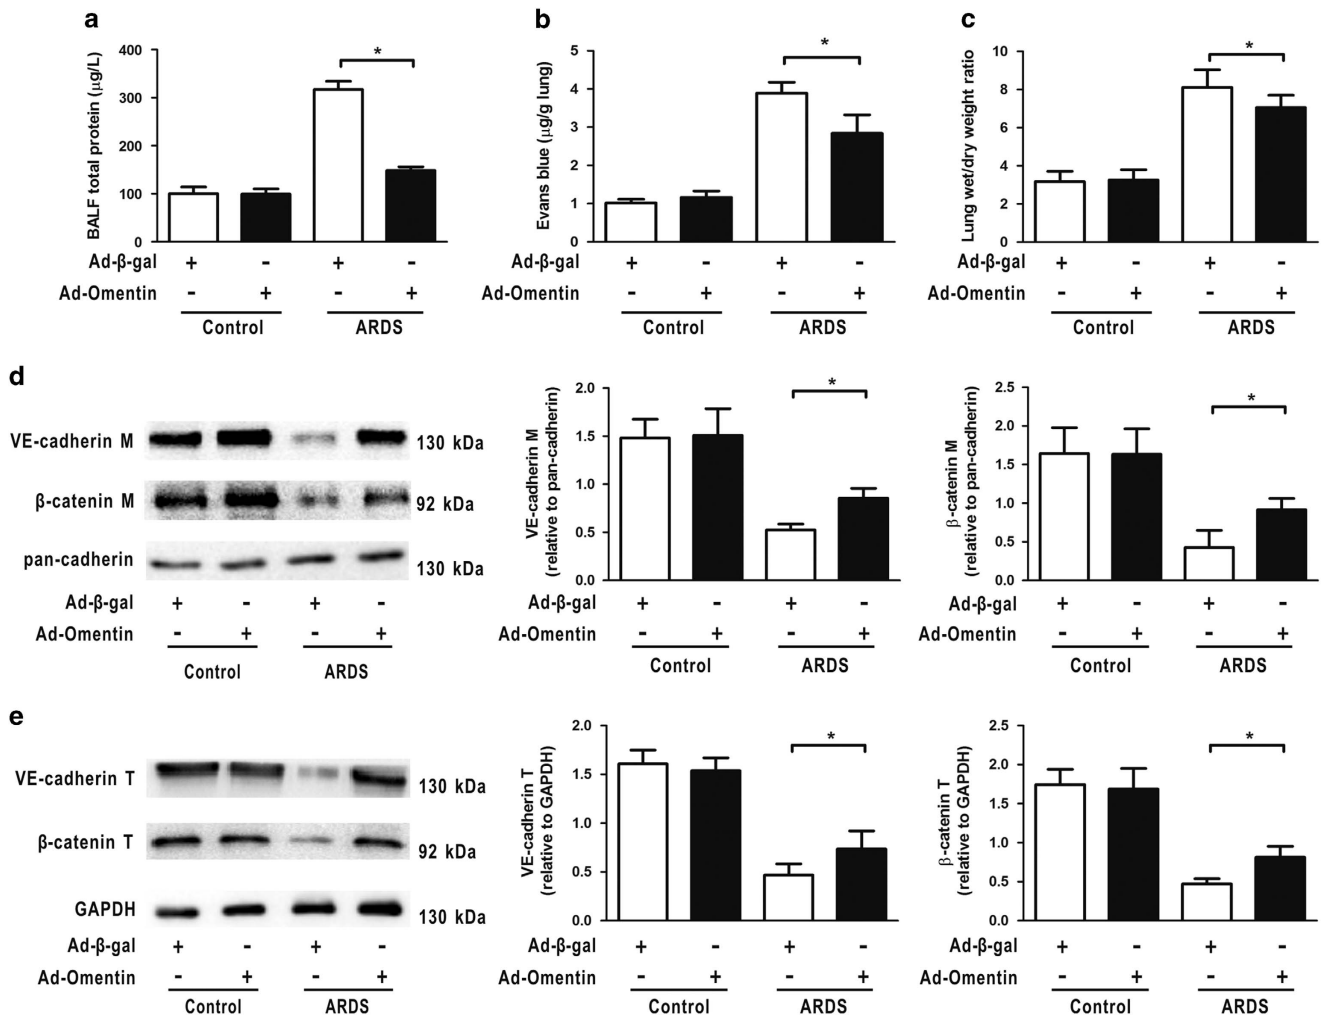 a
BALF total protein (μg/L)
400
300
200
100
0
*
Ad-β-gal + - + -
Ad-Omentin - + - +
Control ARDS
b
Evans blue (μg/g lung)
5
4
3
2
1
0
*
Ad-β-gal + - + -
Ad-Omentin - + - +
Control ARDS
c
Lung wet/dry weight ratio
10
8
6
4
2
0
*
Ad-β-gal + - + -
Ad-Omentin - + - +
Control ARDS
d
VE-cadherin M 130 kDa
β-catenin M 92 kDa
pan-cadherin 130 kDa
Ad-β-gal + - + -
Ad-Omentin - + - +
Control ARDS
VE-cadherin M
(relative to pan-cadherin)
2.0
1.5
1.0
0.5
0.0
*
Ad-β-gal + - + -
Ad-Omentin - + - +
Control ARDS
β-catenin M
(relative to pan-cadherin)
2.5
2.0
1.5
1.0
0.5
0.0
*
Ad-β-gal + - + -
Ad-Omentin - + - +
Control ARDS
e
VE-cadherin T 130 kDa
β-catenin T 92 kDa
GAPDH 130 kDa
Ad-β-gal + - + -
Ad-Omentin - + - +
Control ARDS
VE-cadherin T
(relative to GAPDH)
2.0
1.5
1.0
0.5
0.0
*
Ad-β-gal + - + -
Ad-Omentin - + - +
Control ARDS
β-catenin T
(relative to GAPDH)
2.5
2.0
1.5
1.0
0.5
0.0
*
Ad-β-gal + - + -
Ad-Omentin - + - +
Control ARDS